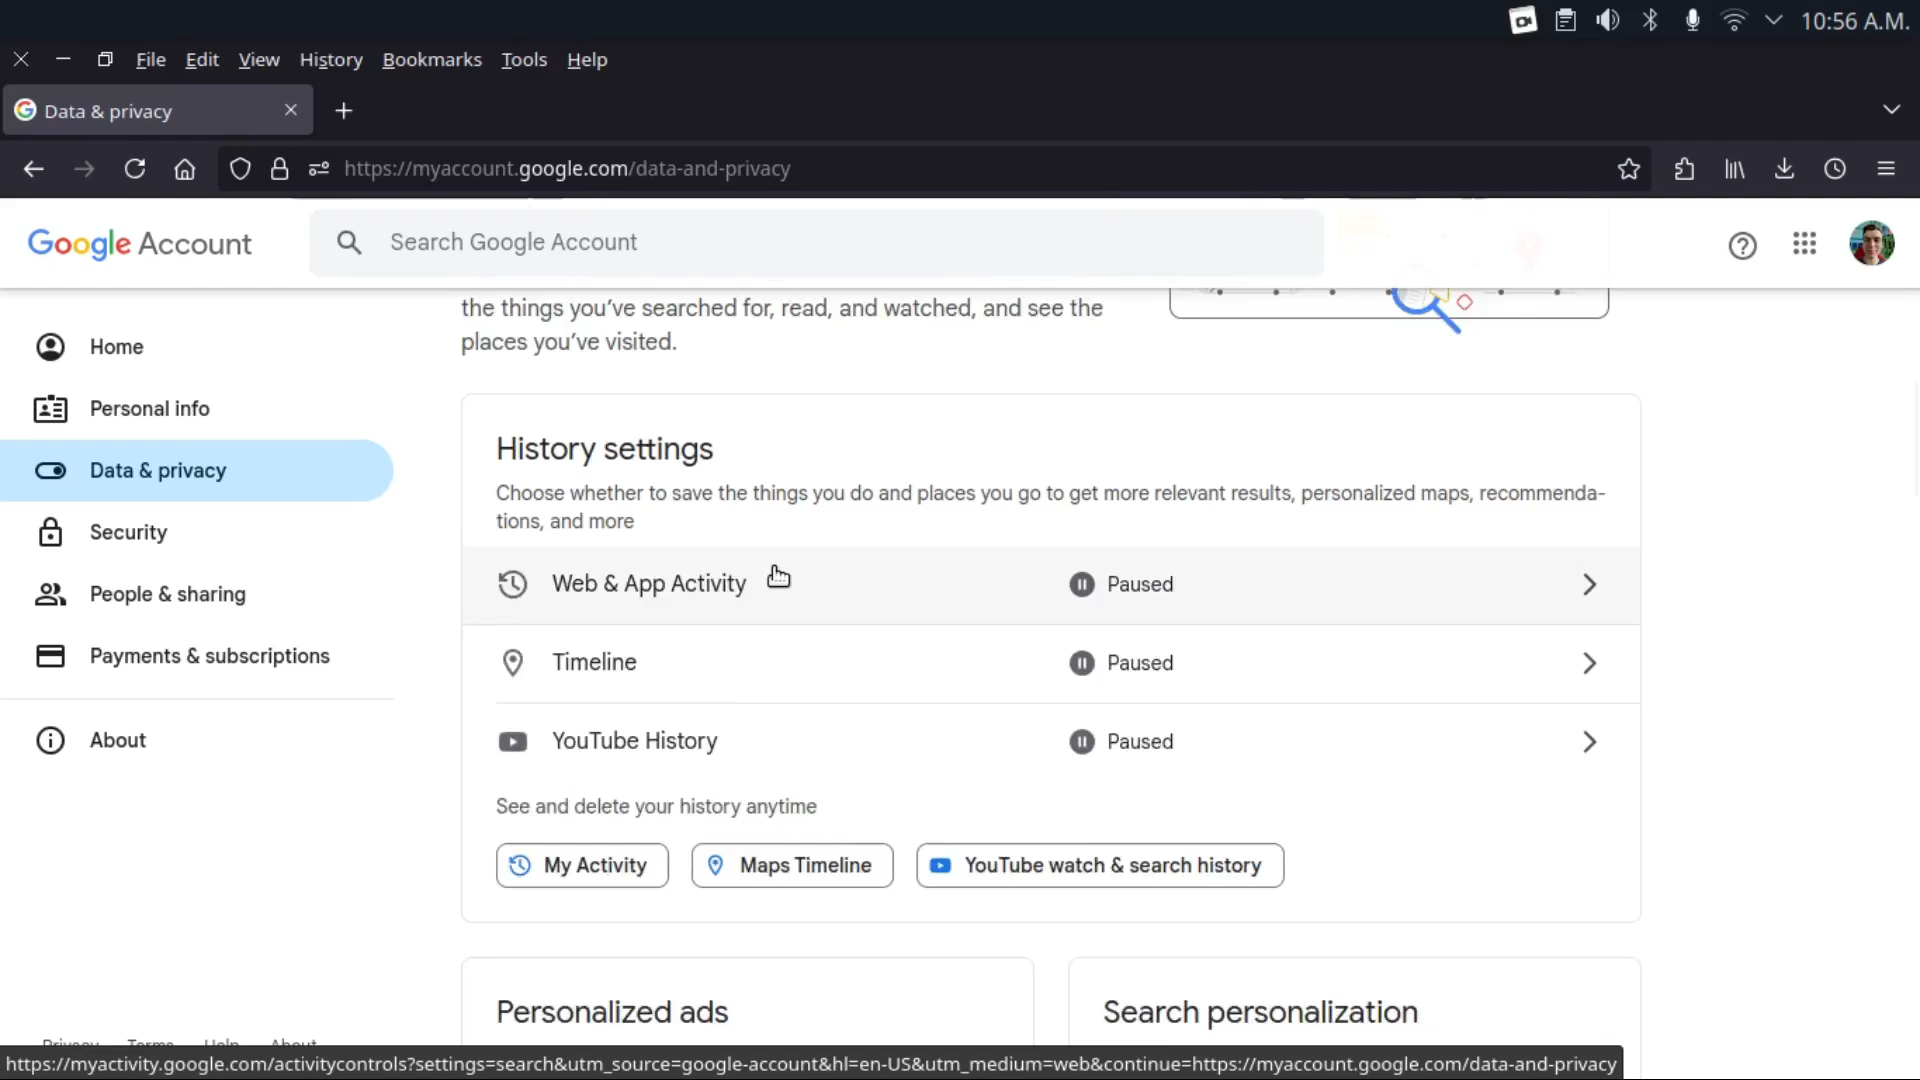 10:56 A.M.
File Edit View History Bookmarks Tools Help
Data & privacy
https://myaccount.google.com/data-and-privacy
Google Account
Search Google Account
the things you’ve searched for, read, and watched, and see the
places you’ve visited.
Home
Personal info
Data & privacy
Security
People & sharing
Payments & subscriptions
About
History settings
Choose whether to save the things you do and places you go to get more relevant results, personalized maps, recommenda-
tions, and more
Web & App Activity Paused
Timeline Paused
YouTube History Paused
See and delete your history anytime
My Activity Maps Timeline YouTube watch & search history
Personalized ads
Search personalization
Privacy Terms Help About
https://myactivity.google.com/activitycontrols?settings=search&utm_source=google-account&hl=en-US&utm_medium=web&continue=https://myaccount.google.com/data-and-privacy